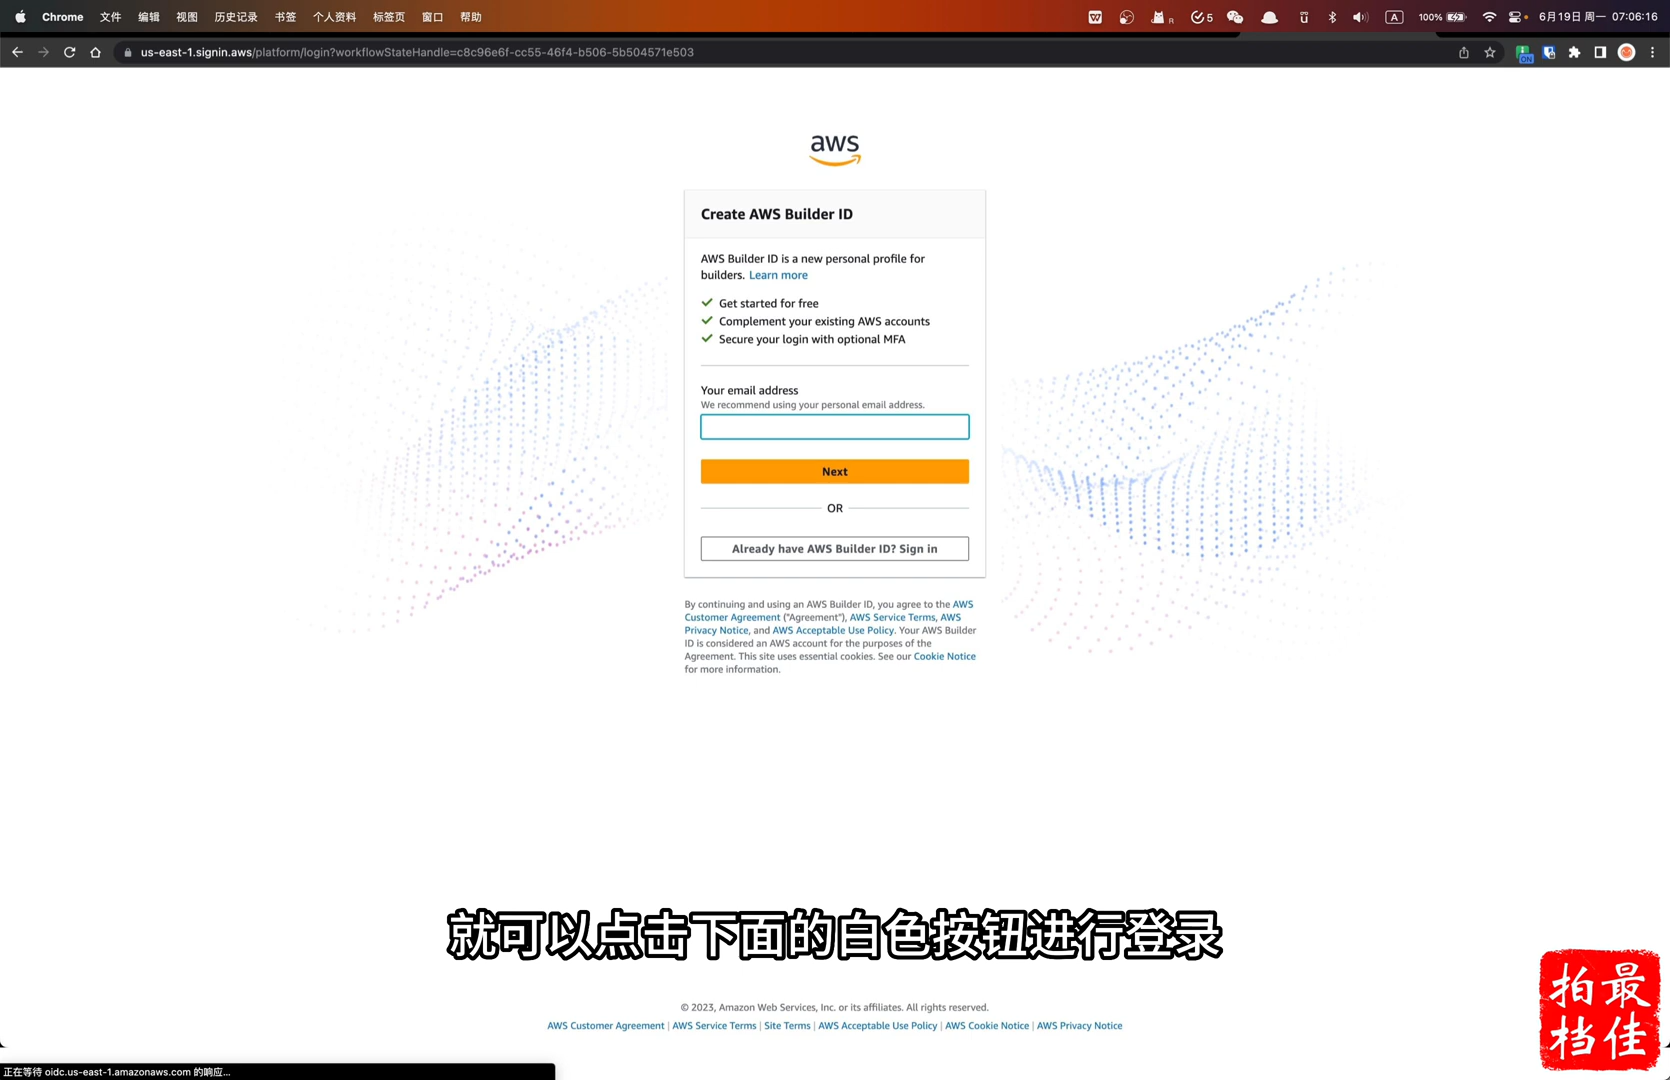 Chrome 文件 编辑 视图 历史记录 书签 个人资料 标签页 窗口 帮助 5 A 100% 6月19日 周一 07:06:16
us-east-1.signin.aws/platform/login?workflowStateHandle=c8c96e6f-cc55-46f4-b506-5b504571e503
ON
aws
Create AWS Builder ID
AWS Builder ID is a new personal profile for
builders. Learn more
Get started for free
Complement your existing AWS accounts
Secure your login with optional MFA
Your email address
We recommend using your personal email address.
Next
OR
Already have AWS Builder ID? Sign in
By continuing and using an AWS Builder ID, you agree to the AWS
Customer Agreement ("Agreement"), AWS Service Terms, AWS
Privacy Notice, and AWS Acceptable Use Policy. Your AWS Builder
ID is considered an AWS account for the purposes of the
Agreement. This site uses essential cookies. See our Cookie Notice
for more information.
就可以点击下面的白色按钮进行登录
© 2023, Amazon Web Services, Inc. or its affiliates. All rights reserved.
AWS Customer Agreement | AWS Service Terms | Site Terms | AWS Acceptable Use Policy | AWS Cookie Notice | AWS Privacy Notice
最佳
拍档
正在等待 oidc.us-east-1.amazonaws.com 的响应...